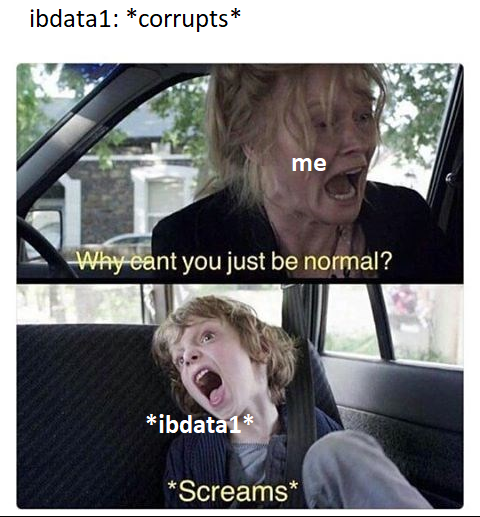 ibdata1: *corrupts*
me
Why cant you just be normal?
*ibdata1*
*Screams*